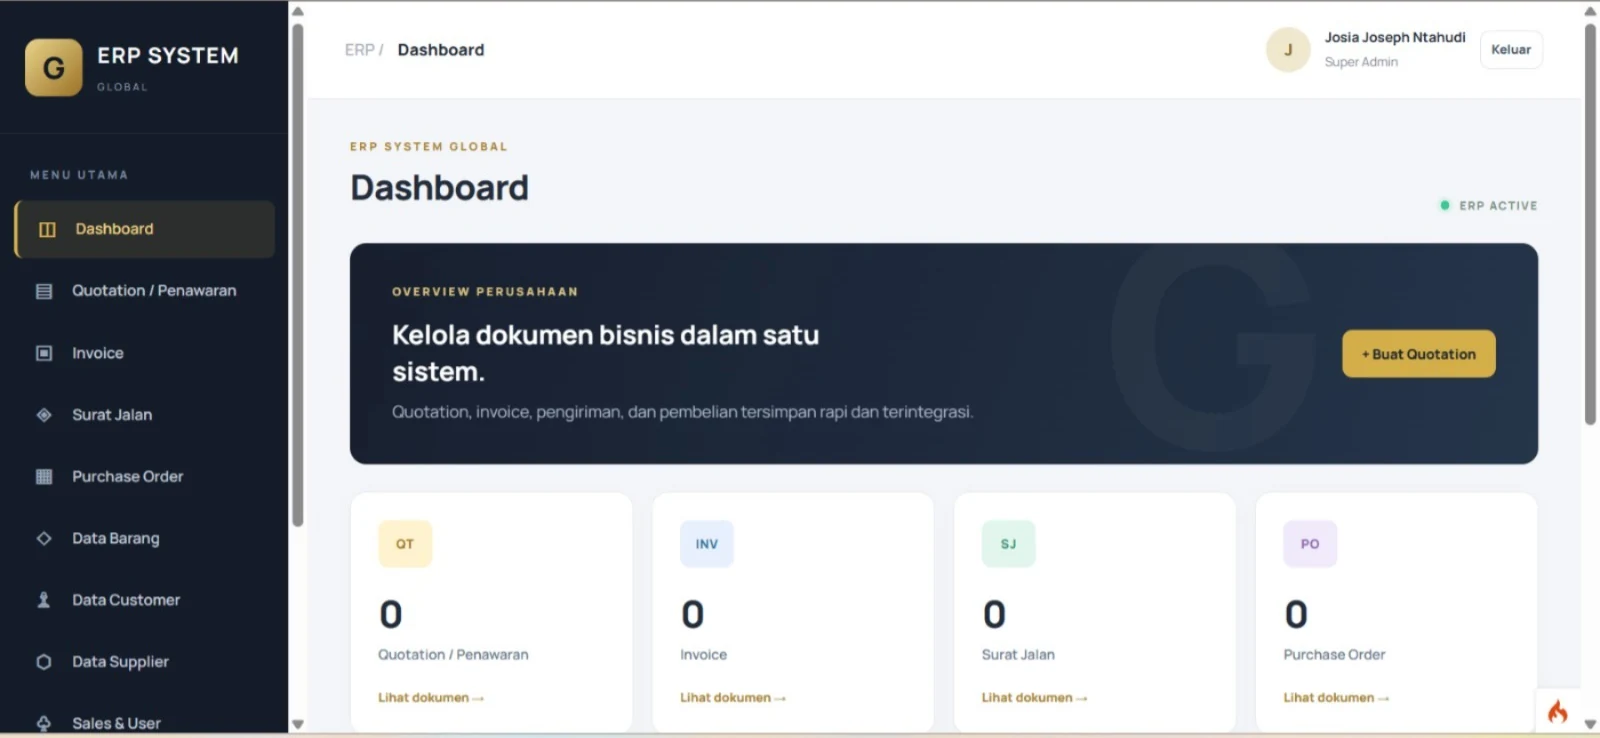 G
ERP SYSTEM
GLOBAL
MENU UTAMA
Dashboard
Quotation / Penawaran
Invoice
Surat Jalan
Purchase Order
Data Barang
Data Customer
Data Supplier
Sales & User
ERP / Dashboard
J
Josia Joseph Ntahudi
Super Admin
Keluar
ERP SYSTEM GLOBAL
Dashboard
ERP ACTIVE
OVERVIEW PERUSAHAAN
Kelola dokumen bisnis dalam satu
sistem.
Quotation, invoice, pengiriman, dan pembelian tersimpan rapi dan terintegrasi.
G
+ Buat Quotation
QT
0
Quotation / Penawaran
Lihat dokumen →
INV
0
Invoice
Lihat dokumen →
SJ
0
Surat Jalan
Lihat dokumen →
PO
0
Purchase Order
Lihat dokumen →